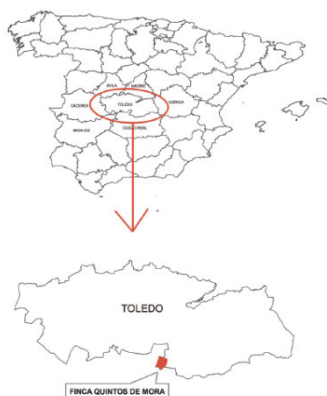 AVILA
MADRID
CACERES
TOLEDO
CUENCA
BADAJOZ
CIUDAD REAL
TOLEDO
FINCA QUINTOS DE MORA